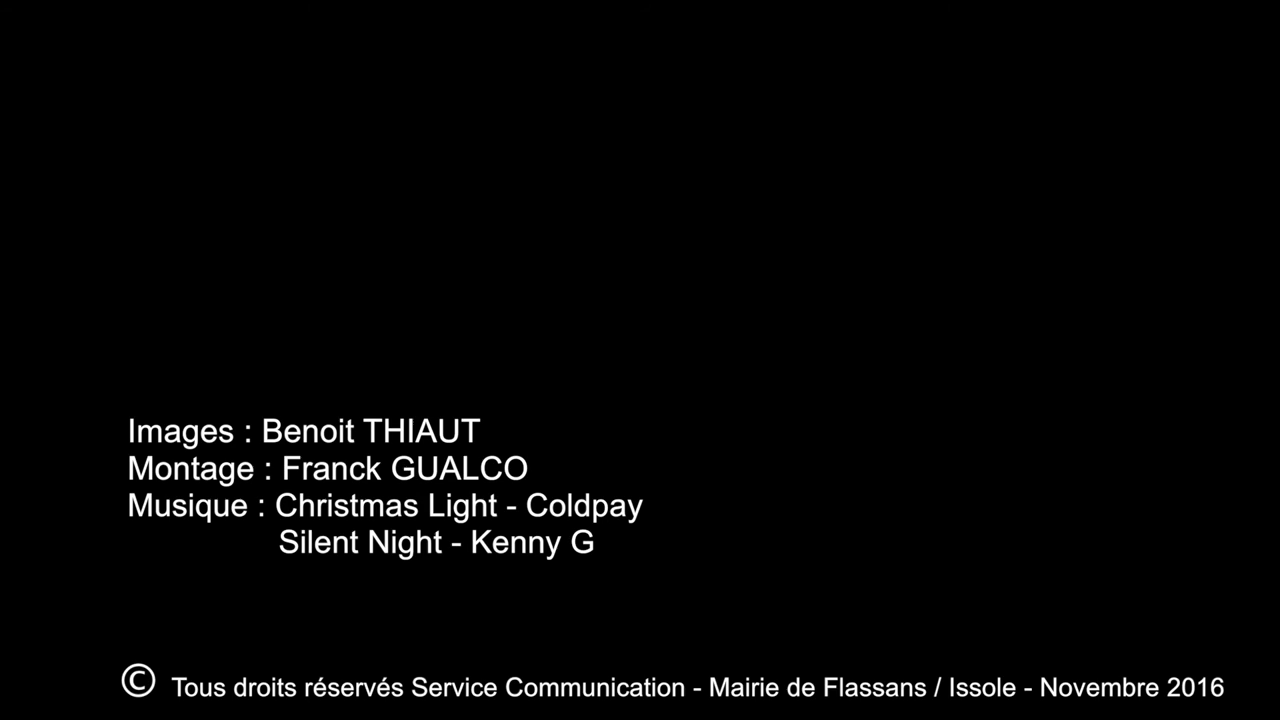 Images : Benoit THIAUT
Montage : Franck GUALCO
Musique : Christmas Light - Coldpay
Silent Night - Kenny G
© Tous droits réservés Service Communication - Mairie de Flassans / Issole - Novembre 2016